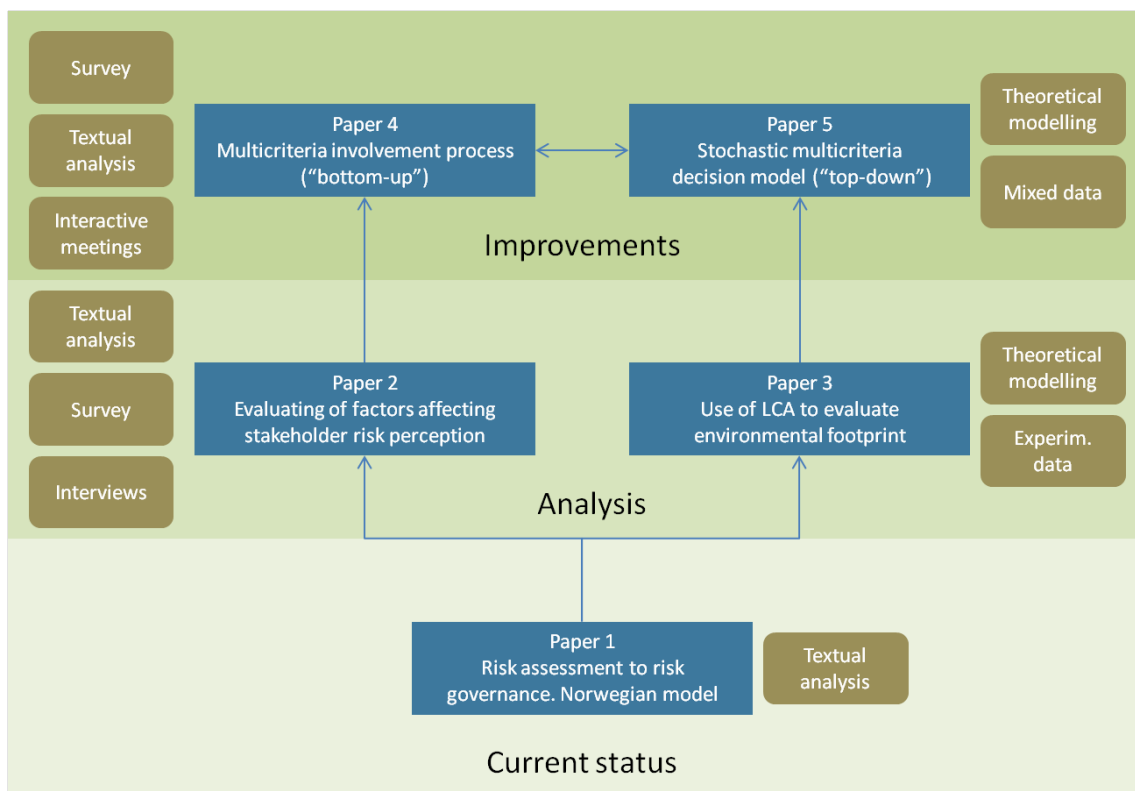 Survey
Textual
analysis
Interactive
meetings
Paper 4
Multicriteria involvement process
(“bottom-up”)
Paper 5
Stochastic multicriteria
decision model (“top-down”)
Theoretical
modelling
Mixed data
Improvements
Textual
analysis
Survey
Interviews
Paper 2
Evaluating of factors affecting
stakeholder risk perception
Paper 3
Use of LCA to evaluate
environmental footprint
Theoretical
modelling
Experim.
data
Analysis
Paper 1
Risk assessment to risk
governance. Norwegian model
Textual
analysis
Current status